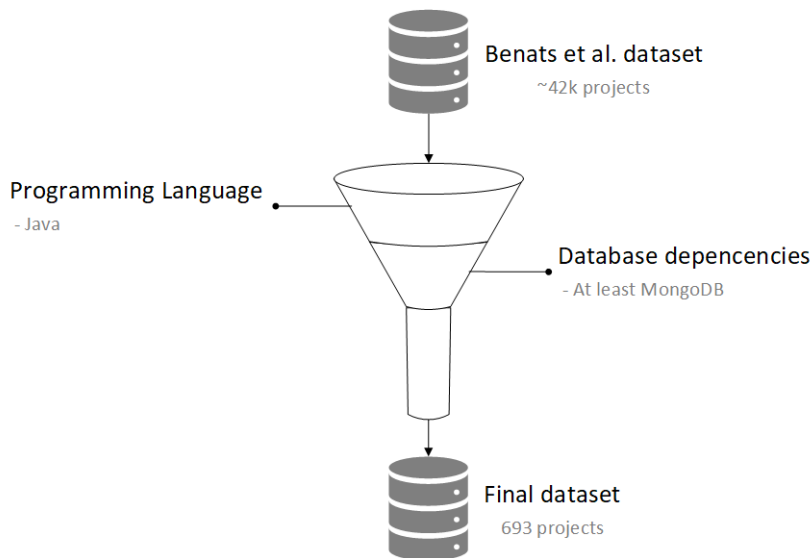 Benats et al. dataset
~42k projects
Programming Language
- Java
Database depencencies
- At least MongoDB
Final dataset
693 projects